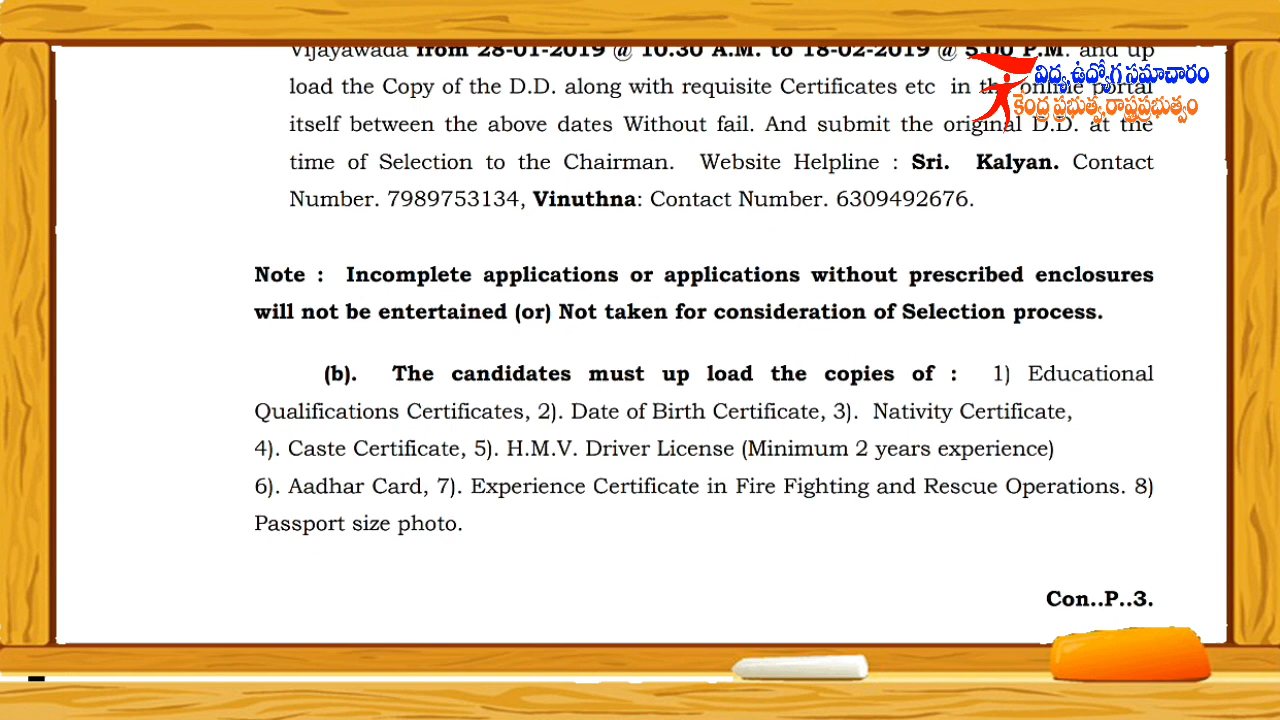 Vijayawada from 28-01-2019 @ 10.30 A.M. to 18-02-2019 @ 5.00 P.M. and up
load the Copy of the D.D. along with requisite Certificates etc in the online portal
itself between the above dates Without fail. And submit the original D.D. at the
time of Selection to the Chairman. Website Helpline : Sri. Kalyan. Contact
Number. 7989753134, Vinuthna: Contact Number. 6309492676.
విద్య ఉద్యోగ సమాచారం
కేంద్ర ప్రభుత్వ,రాష్ట్రప్రభుత్వం
Note : Incomplete applications or applications without prescribed enclosures
will not be entertained (or) Not taken for consideration of Selection process.
(b). The candidates must up load the copies of : 1) Educational
Qualifications Certificates, 2). Date of Birth Certificate, 3). Nativity Certificate,
4). Caste Certificate, 5). H.M.V. Driver License (Minimum 2 years experience)
6). Aadhar Card, 7). Experience Certificate in Fire Fighting and Rescue Operations. 8)
Passport size photo.
Con..P..3.